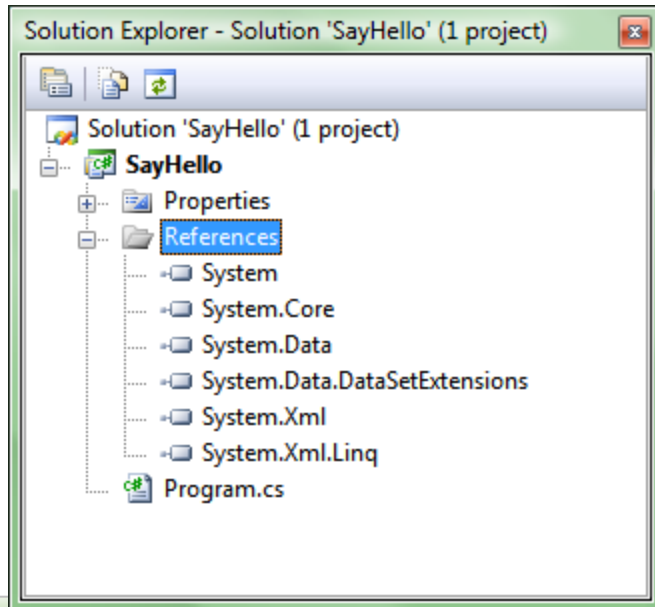 Solution Explorer - Solution 'SayHello' (1 project)
Solution 'SayHello' (1 project)
SayHello
Properties
References
System
System.Core
System.Data
System.Data.DataSetExtensions
System.Xml
System.Xml.Linq
Program.cs